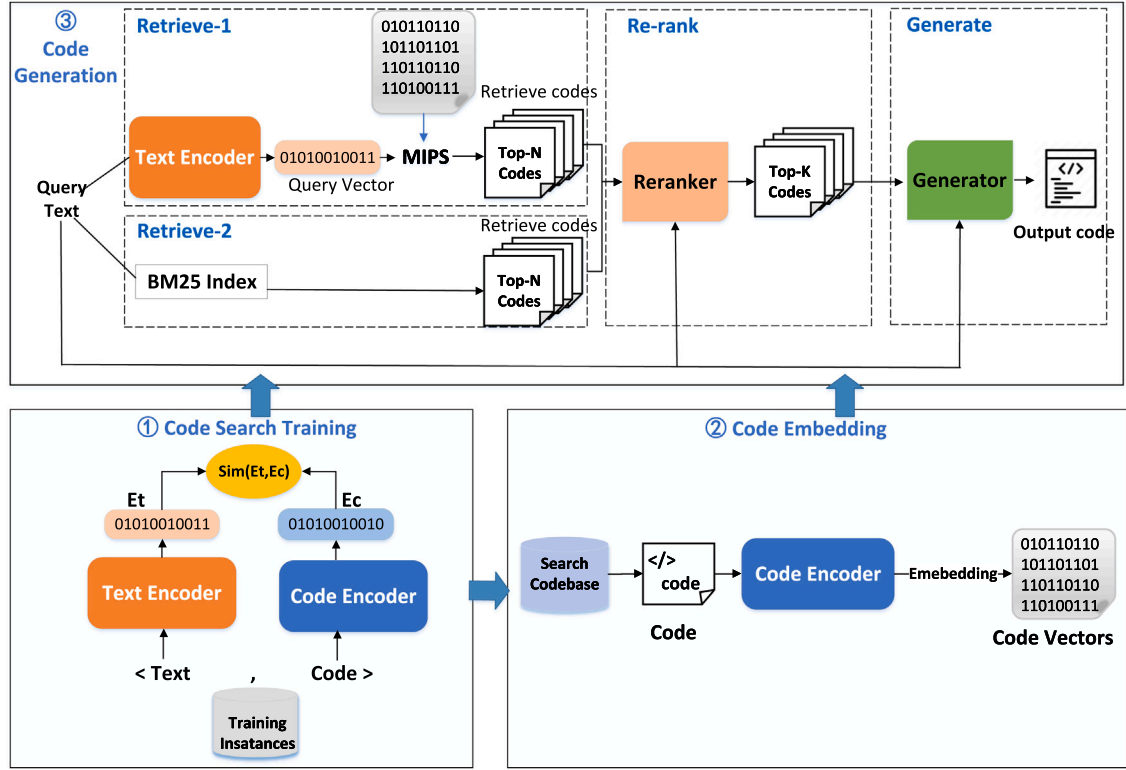 ③
Code
Generation
Retrieve-1
010110110
101101101
110110110
110100111
Retrieve codes
Text Encoder
01010010011
Query Vector
MIPS
Top-N
Codes
Query
Text
Retrieve-2
BM25 Index
Retrieve codes
Top-N
Codes
Re-rank
Reranker
Top-K
Codes
Generate
Generator
</>
Output code
① Code Search Training
Sim(Et,Ec)
Et
Ec
01010010011
01010010010
Text Encoder
Code Encoder
< Text , Code >
Training
Insatances
② Code Embedding
Search
Codebase
</>
code
Code
Code Encoder
Emebedding
010110110
101101101
110110110
110100111
Code Vectors